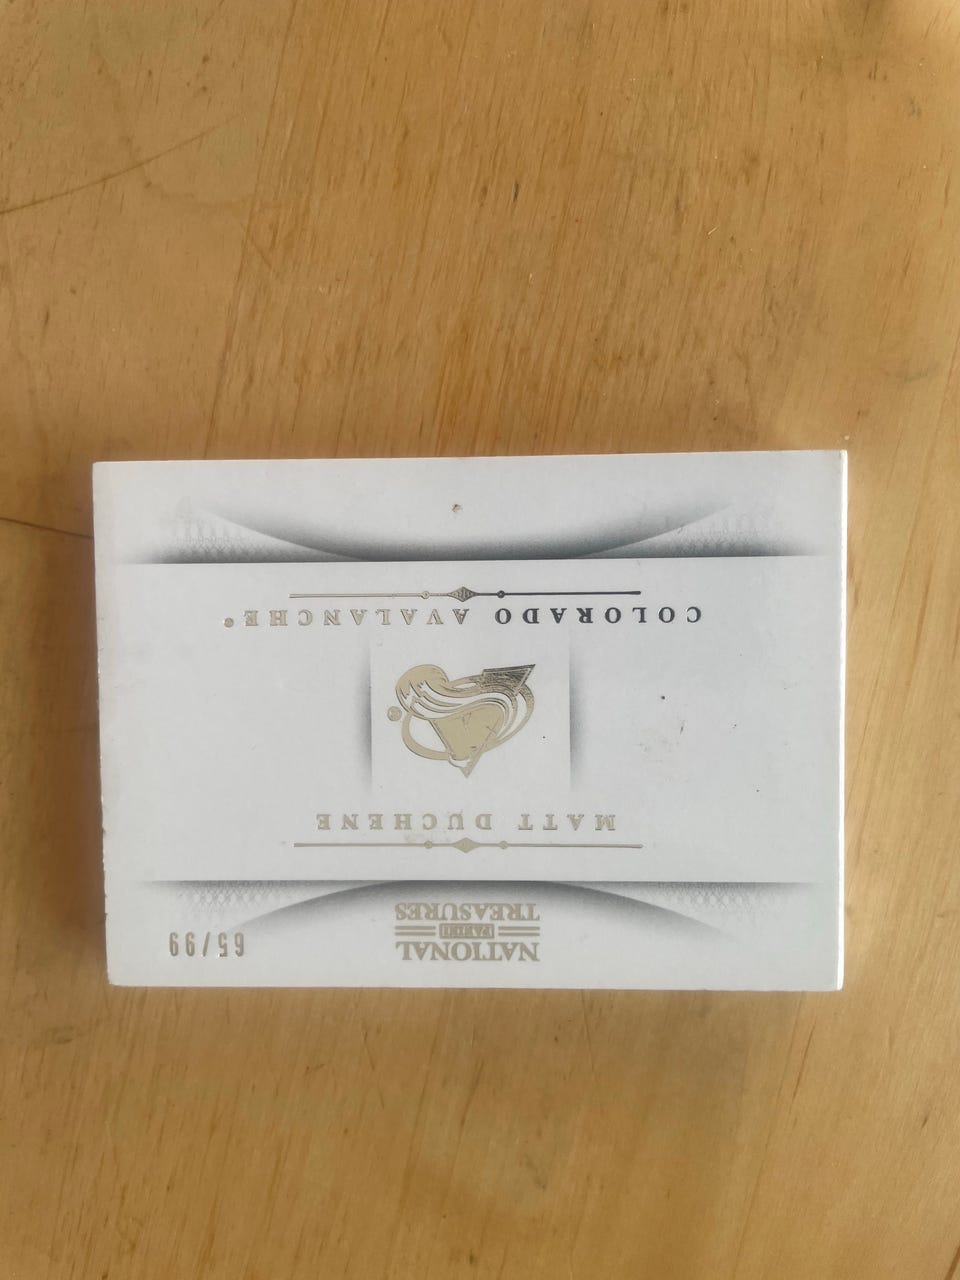 NATIONAL
PANINI
TREASURES
65/99
MATT DUCHENE
COLORADO AVALANCHE®